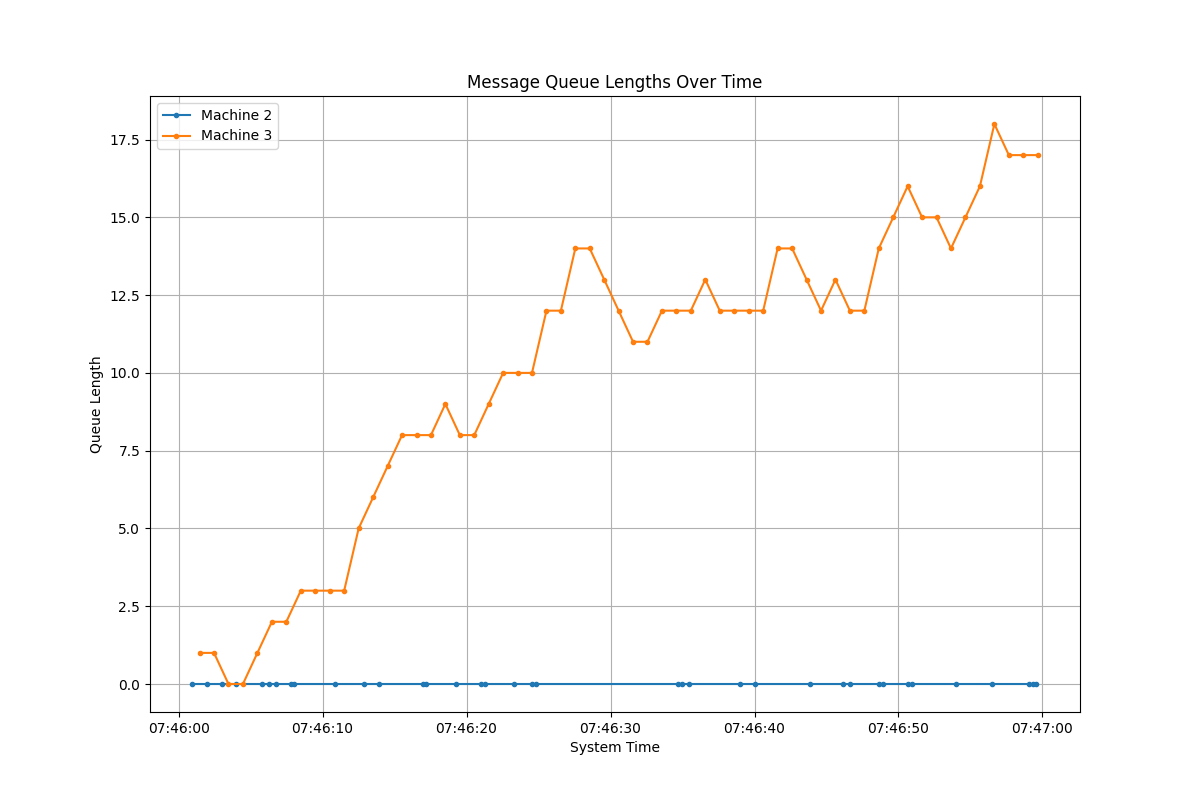 Message Queue Lengths Over Time
Machine 2
Machine 3
17.5
15.0
12.5
10.0
7.5
5.0
2.5
0.0
Queue Length
07:46:00 07:46:10 07:46:20 07:46:30 07:46:40 07:46:50 07:47:00
System Time